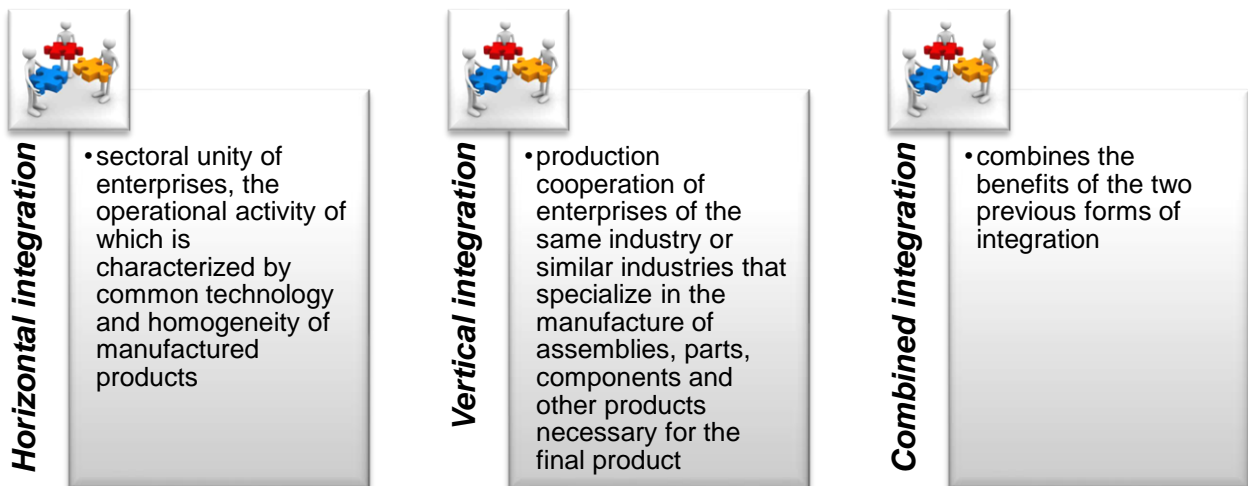 Horizontal integration
•sectoral unity of
enterprises, the
operational activity of
which is
characterized by
common technology
and homogeneity of
manufactured
products
Vertical integration
•production
cooperation of
enterprises of the
same industry or
similar industries that
specialize in the
manufacture of
assemblies, parts,
components and
other products
necessary for the
final product
Combined integration
•combines the
benefits of the two
previous forms of
integration